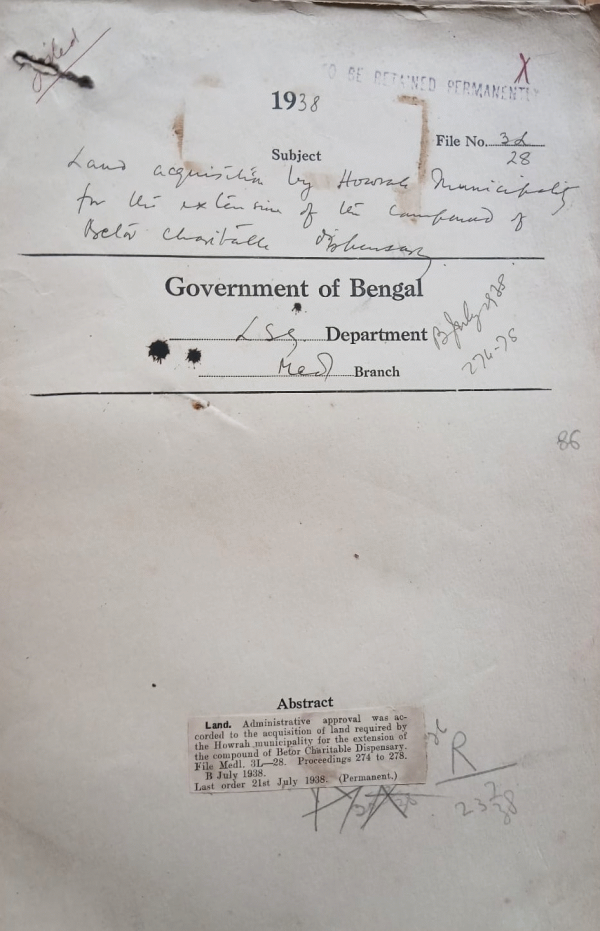 TO BE RETAINED PERMANENTLY
X
1938
File No. 3L
28
Subject
Land acquisition by Howrah Municipality
for the extension of the compound of
Betor Charitable dispensary
Government of Bengal
LSG Department
Medl Branch
B July 1938
274-78
86
Abstract
Land. Administrative approval was ac-
corded to the acquisition of land required by
the Howrah municipality for the extension of
the compound of Betor Charitable Dispensary.
File Medl. 3L—28. Proceedings 274 to 278.
B July 1938.
Last order 21st July 1938. (Permanent.)
R